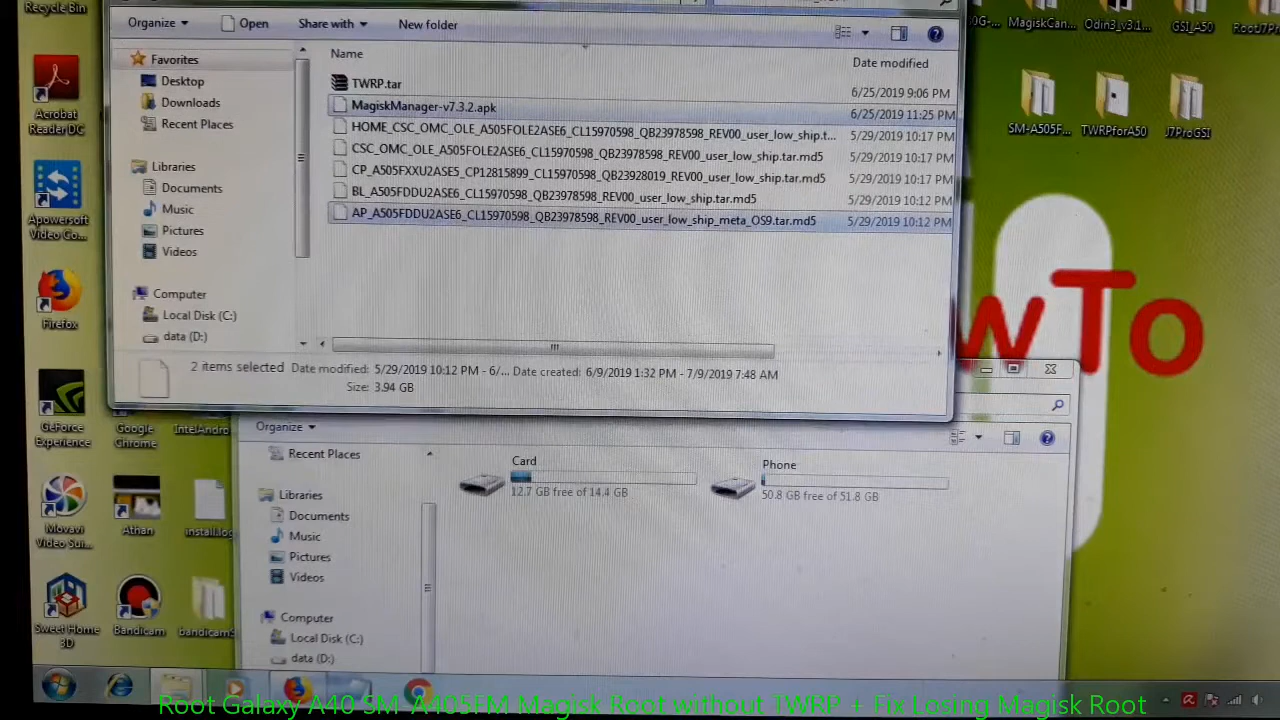 Recycle Bin
Organize
Open
Share with
New folder
Favorites
Desktop
Downloads
Recent Places
Libraries
Documents
Music
Pictures
Videos
Computer
Local Disk (C:)
data (D:)
Name
Date modified
TWRP.tar
6/25/2019 9:06 PM
MagiskManager-v7.3.2.apk
6/25/2019 11:25 PM
HOME_CSC_OMC_OLE_A505FOLE2ASE6_CL15970598_QB23978598_REV00_user_low_ship.t...
5/29/2019 10:17 PM
CSC_OMC_OLE_A505FOLE2ASE6_CL15970598_QB23978598_REV00_user_low_ship.tar.md5
5/29/2019 10:17 PM
CP_A505FXXU2ASE5_CP12815899_CL15970598_QB23928019_REV00_user_low_ship.tar.md5
5/29/2019 10:17 PM
BL_A505FDDU2ASE6_CL15970598_QB23978598_REV00_user_low_ship.tar.md5
5/29/2019 10:12 PM
AP_A505FDDU2ASE6_CL15970598_QB23978598_REV00_user_low_ship_meta_OS9.tar.md5
5/29/2019 10:12 PM
2 items selected
Date modified: 5/29/2019 10:12 PM - 6/...
Date created: 6/9/2019 1:32 PM - 7/9/2019 7:48 AM
Size: 3.94 GB
MagiskCan...
Odin3_v3.1...
GSI_A50
RootJ7Pr
SM-A505F...
TWRPforA50
J7ProGSI
wTo
Acrobat
Reader DC
Apowersoft
Video Co...
Firefox
GeForce
Experience
Google
Chrome
IntelAndro
Movavi
Video Sui...
Athan
install.log
Sweet Home
3D
Bandicam
Organize
Recent Places
Libraries
Documents
Music
Pictures
Videos
Computer
Local Disk (C:)
data (D:)
Card
12.7 GB free of 14.4 GB
Phone
50.8 GB free of 51.8 GB
Root Galaxy A40 SM-A405FM Magisk Root without TWRP + Fix Losing Magisk Root